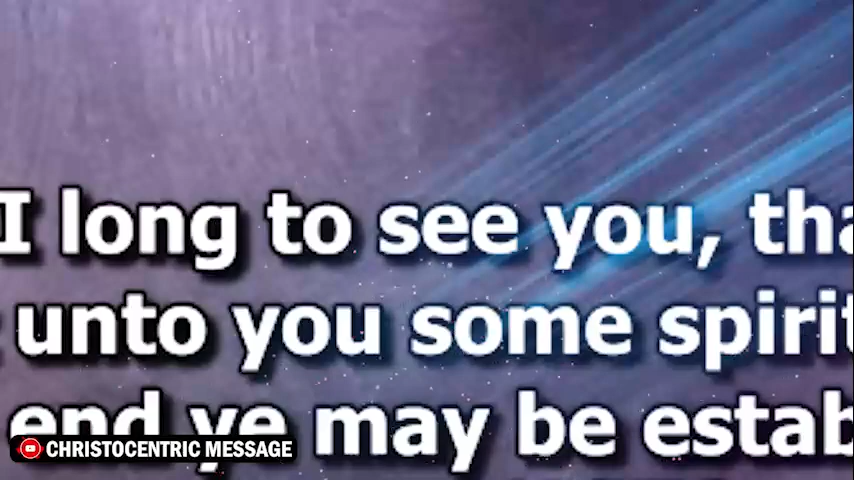 I long to see you, tha
unto you some spirit
end ye may be estab
CHRISTOCENTRIC MESSAGE